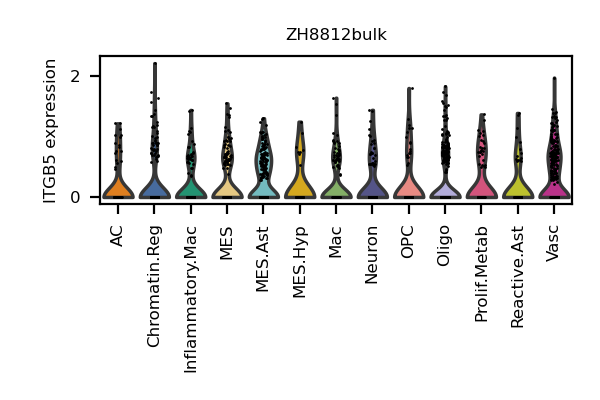 ZH8812bulk
ITGB5 expression
2
0
AC
Chromatin.Reg
Inflammatory.Mac
MES
MES.Ast
MES.Hyp
Mac
Neuron
OPC
Oligo
Prolif.Metab
Reactive.Ast
Vasc